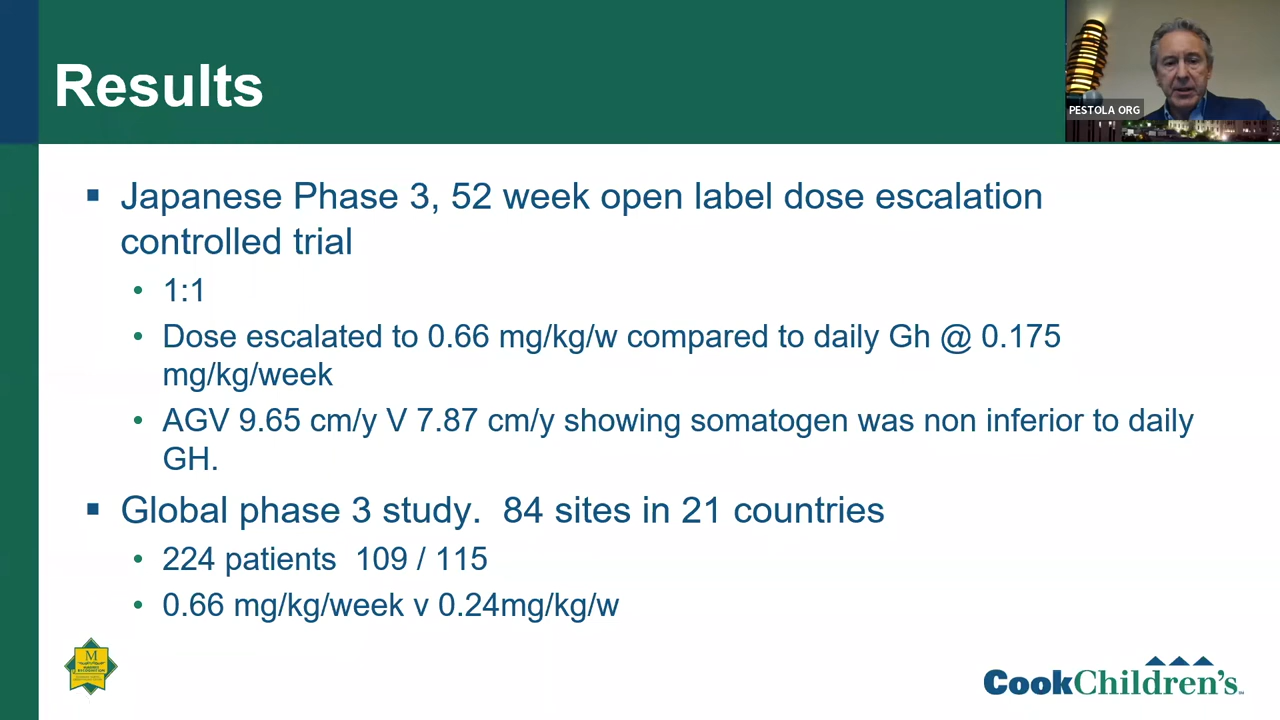 Results
PESTOLA ORG
▪ Japanese Phase 3, 52 week open label dose escalation
controlled trial
• 1:1
• Dose escalated to 0.66 mg/kg/w compared to daily Gh @ 0.175
mg/kg/week
• AGV 9.65 cm/y V 7.87 cm/y showing somatogen was non inferior to daily
GH.
▪ Global phase 3 study.  84 sites in 21 countries
• 224 patients  109 / 115
• 0.66 mg/kg/week v 0.24mg/kg/w
M
CookChildren's